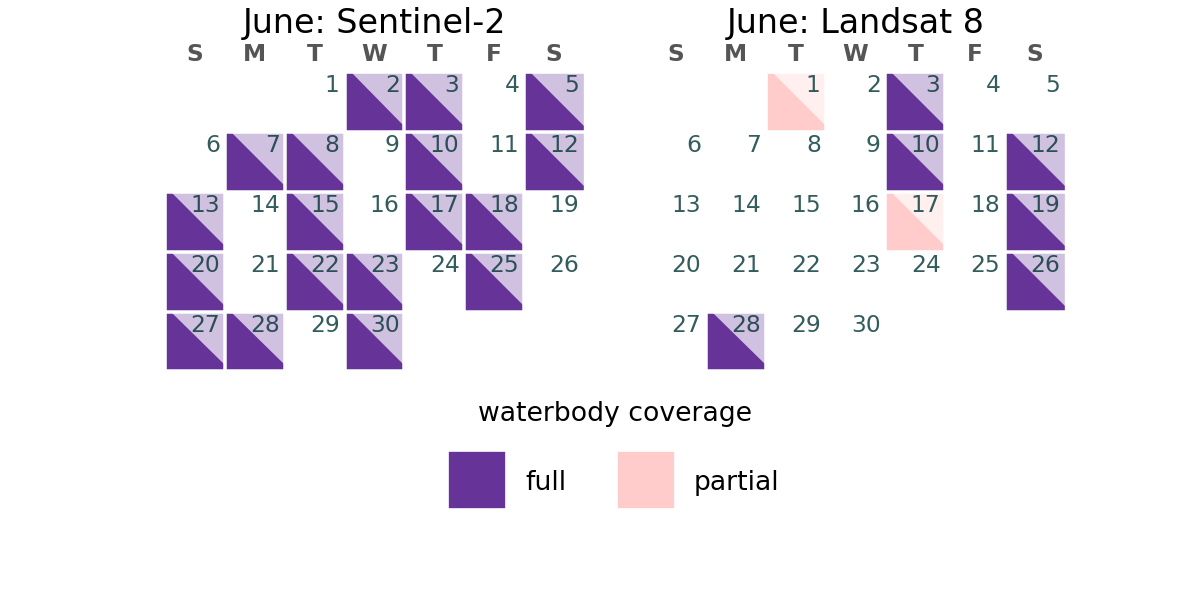 June: Sentinel-2
S M T W T F S
1 2 3 4 5
6 7 8 9 10 11 12
13 14 15 16 17 18 19
20 21 22 23 24 25 26
27 28 29 30
June: Landsat 8
S M T W T F S
1 2 3 4 5
6 7 8 9 10 11 12
13 14 15 16 17 18 19
20 21 22 23 24 25 26
27 28 29 30
waterbody coverage
full
partial